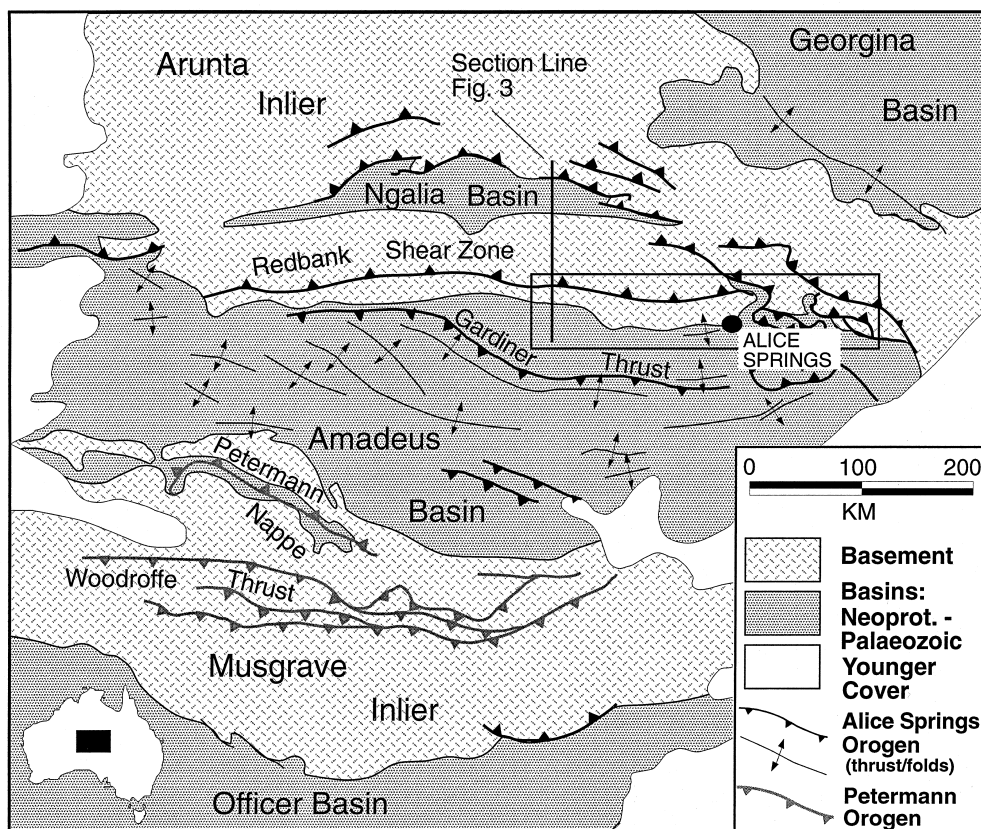 Georgina
Basin
Arunta
Inlier
Section Line
Fig. 3
Ngalia Basin
Redbank Shear Zone
Gardiner Thrust
ALICE
SPRINGS
Amadeus
Basin
Petermann
Nappe
Woodroffe Thrust
Musgrave
Inlier
Officer Basin
0 100 200
KM
Basement
Basins:
Neoprot. -
Palaeozoic
Younger
Cover
Alice Springs
Orogen
(thrust/folds)
Petermann
Orogen